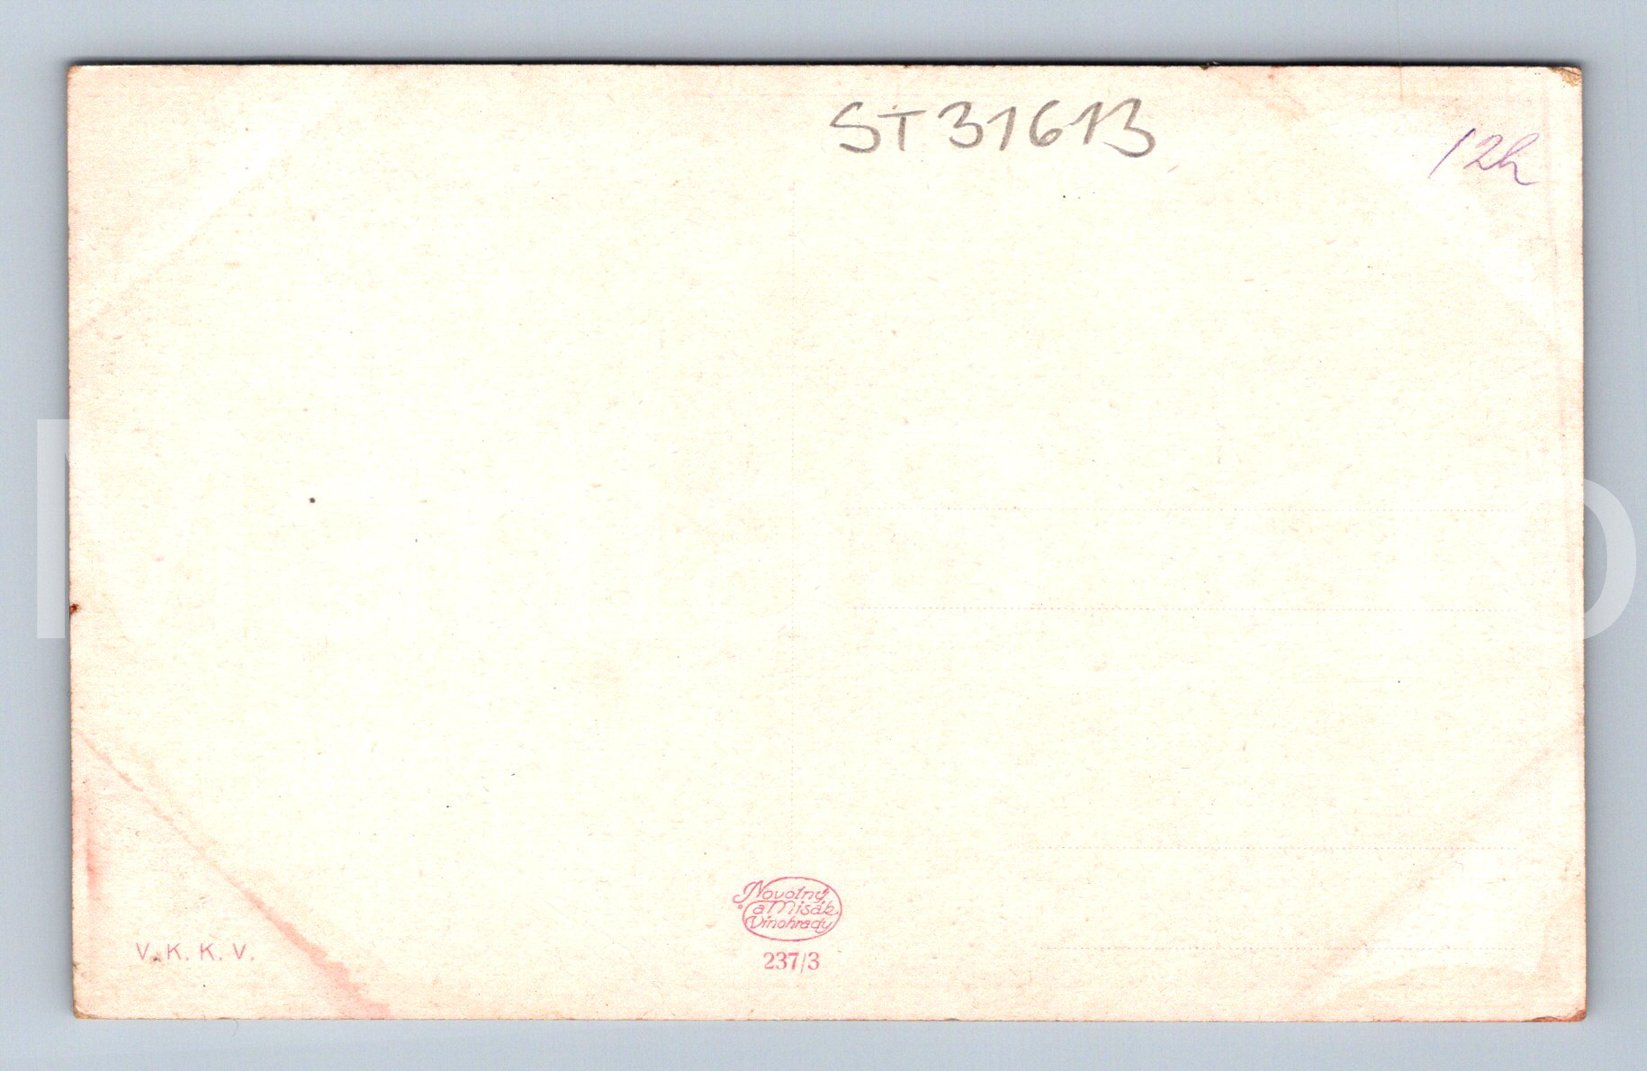 ST31613
12h
Novotný
a Mišák
Vinohrady
237/3
V. K. K. V.